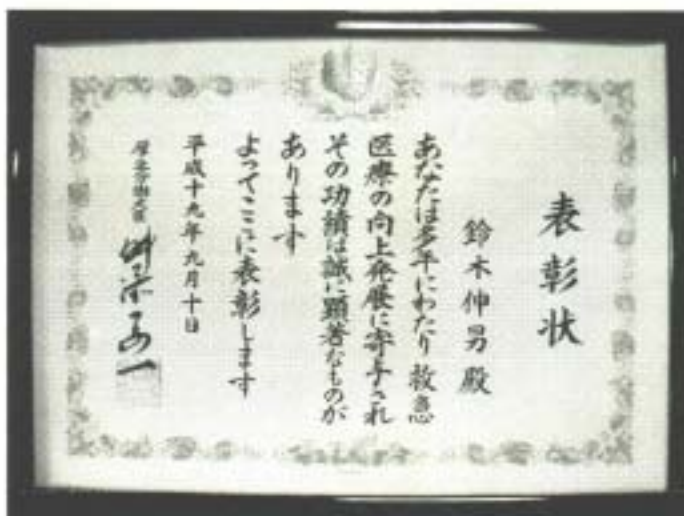 表彰状
鈴木伸男殿
あなたは多年にわたり救急
医療の向上発展に寄与され
その功績は誠に顕著なものが
あります
よってここに表彰します
平成十九年九月十日
厚生労働大臣 舛添要一